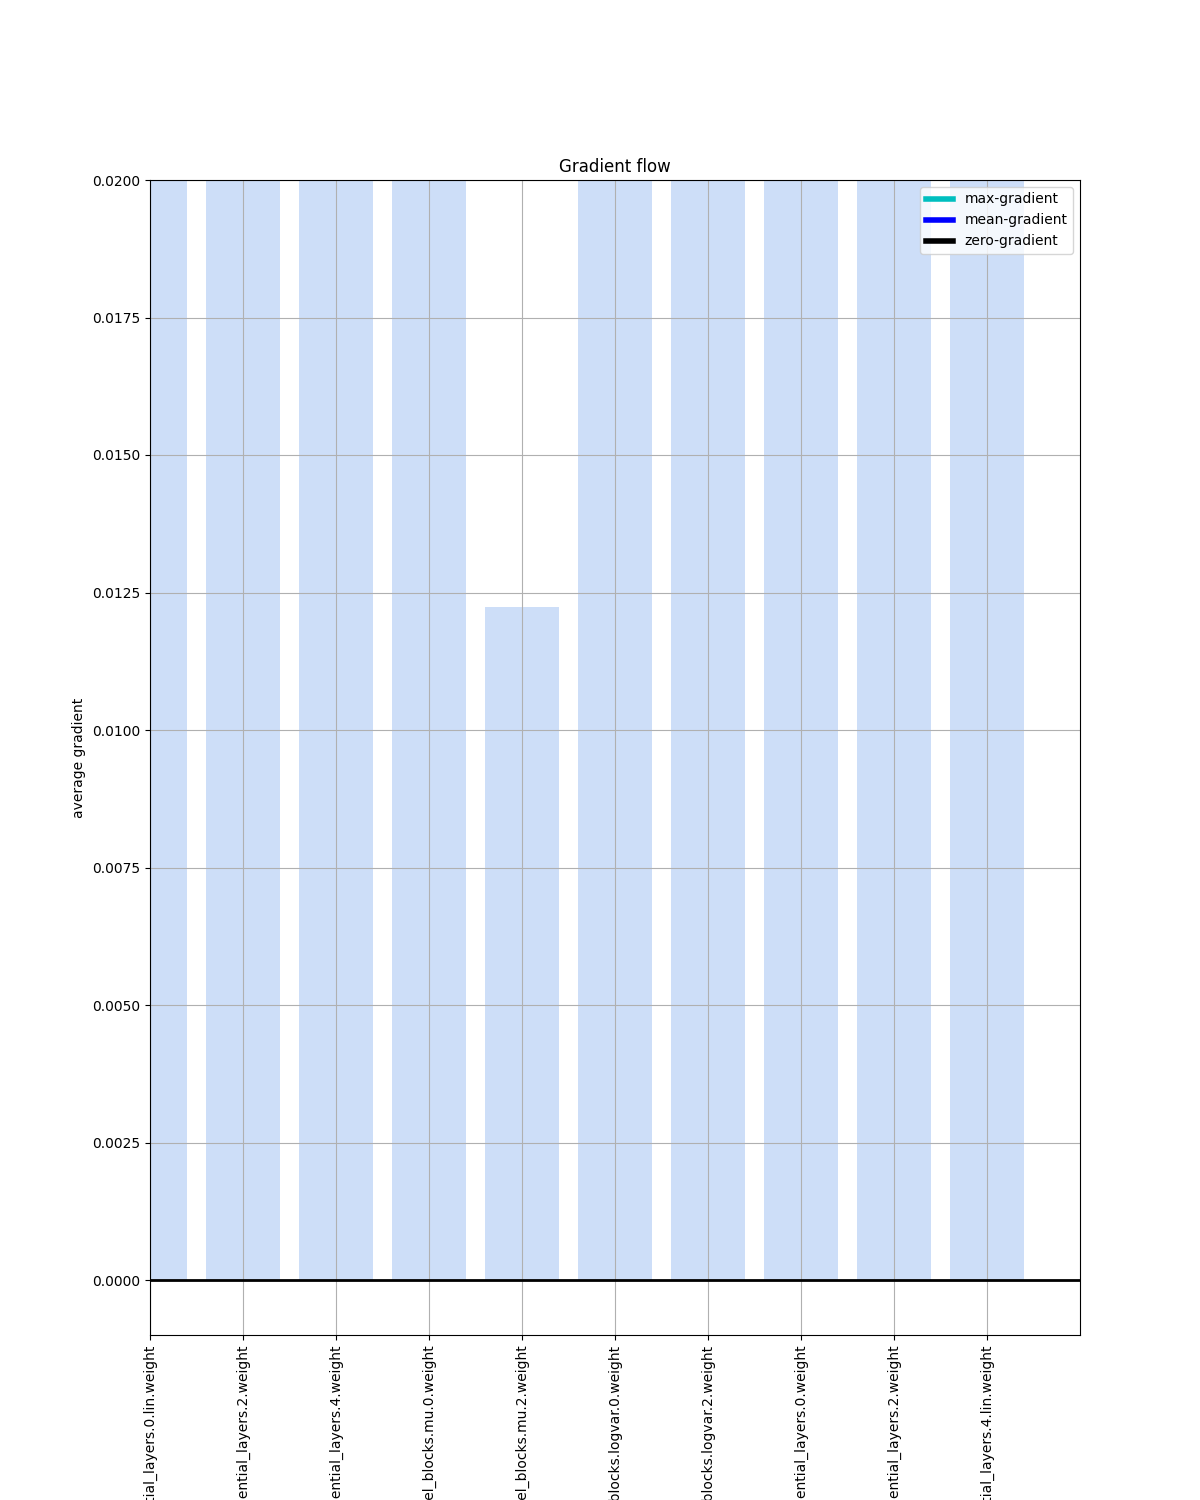 Gradient flow
max-gradient
mean-gradient
zero-gradient
0.0200
0.0175
0.0150
0.0125
0.0100
0.0075
0.0050
0.0025
0.0000
average gradient
tial_layers.0.lin.weight
ential_layers.2.weight
ential_layers.4.weight
el_blocks.mu.0.weight
el_blocks.mu.2.weight
blocks.logvar.0.weight
blocks.logvar.2.weight
ential_layers.0.weight
ential_layers.2.weight
tial_layers.4.lin.weight